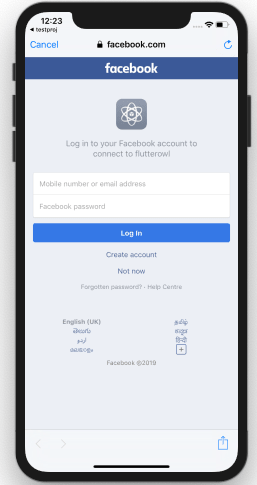 12:23
◀ testproj
Cancel
facebook.com
facebook
Log in to your Facebook account to
connect to flutterowl!
Mobile number or email address
Facebook password
Log In
Create account
Not now
Forgotten password? · Help Centre
English (UK)
தமிழ்
తెలుగు
ಕನ್ನಡ
اردو
हिन्दी
മലയാളം
+
Facebook ©2019